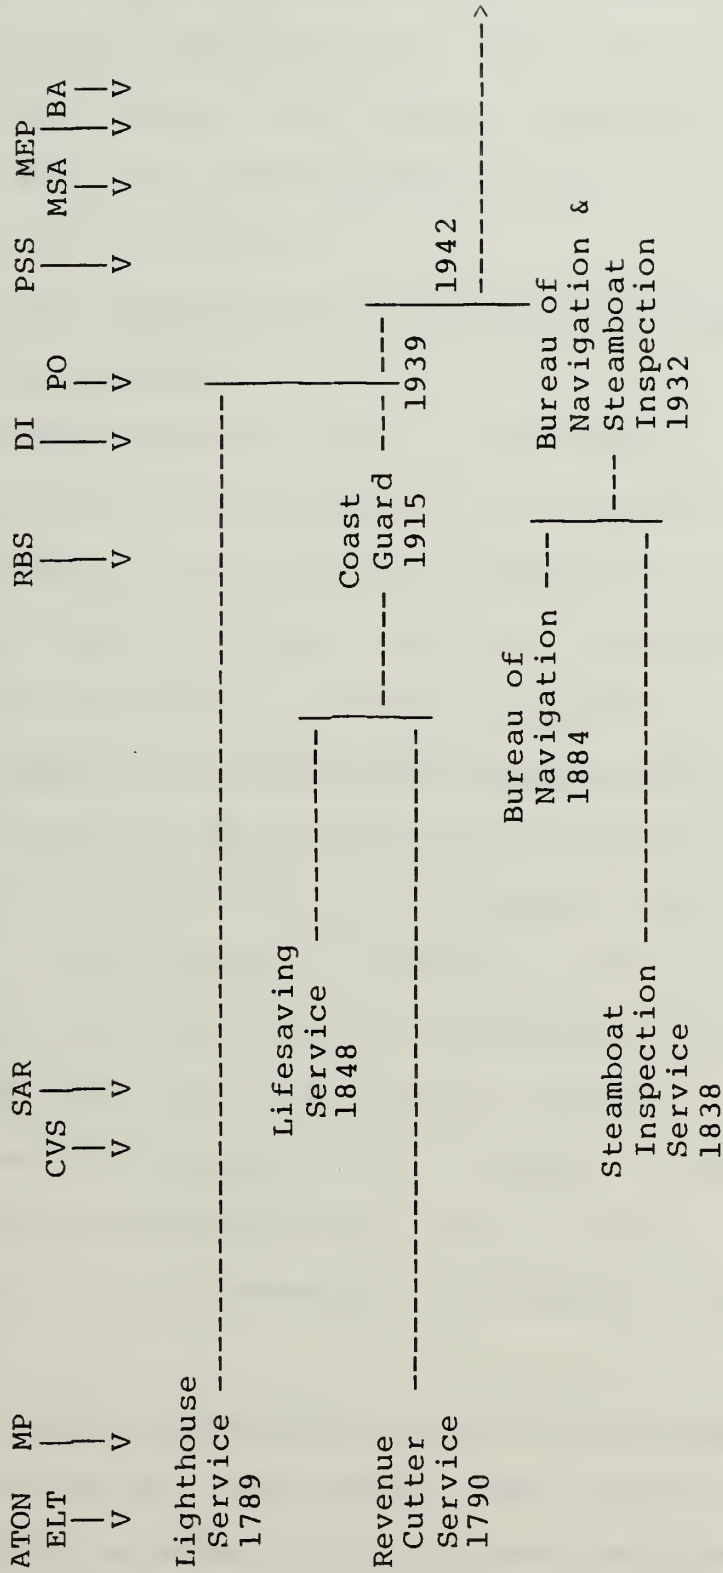 ATON MP SAR RBS DI PO PSS MEP
ELT CVS MSA BA
V V V V V V V V V V V V
Lighthouse
Service
1789
Lifesaving
Service
1848
Revenue
Cutter
Service
1790
Coast
Guard
1915
1939
1942
Bureau of
Navigation
1884
Steamboat
Inspection
Service
1838
Bureau of
Navigation &
Steamboat
Inspection
1932